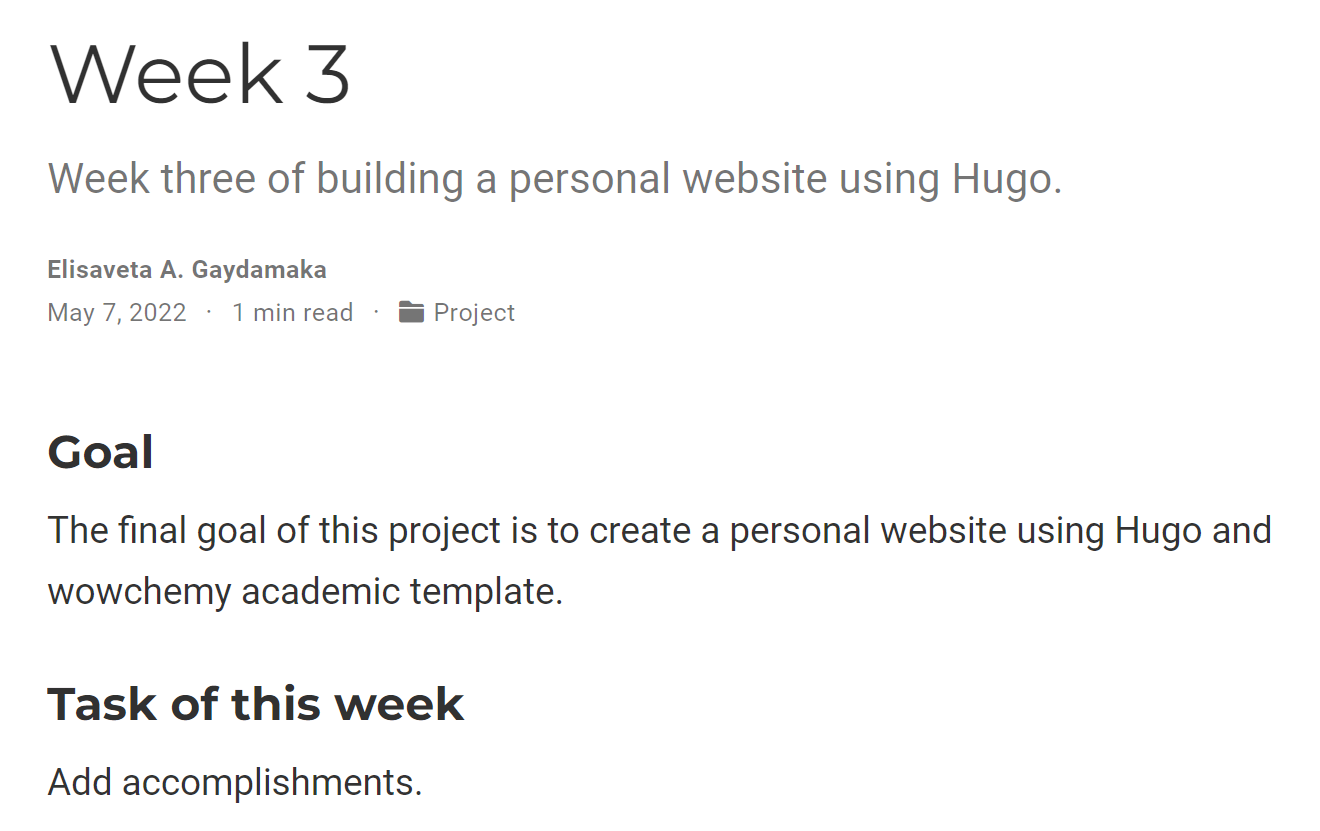 Week 3
Week three of building a personal website using Hugo.
Elisaveta A. Gaydamaka
May 7, 2022 · 1 min read · Project
Goal
The final goal of this project is to create a personal website using Hugo and
wowchemy academic template.
Task of this week
Add accomplishments.